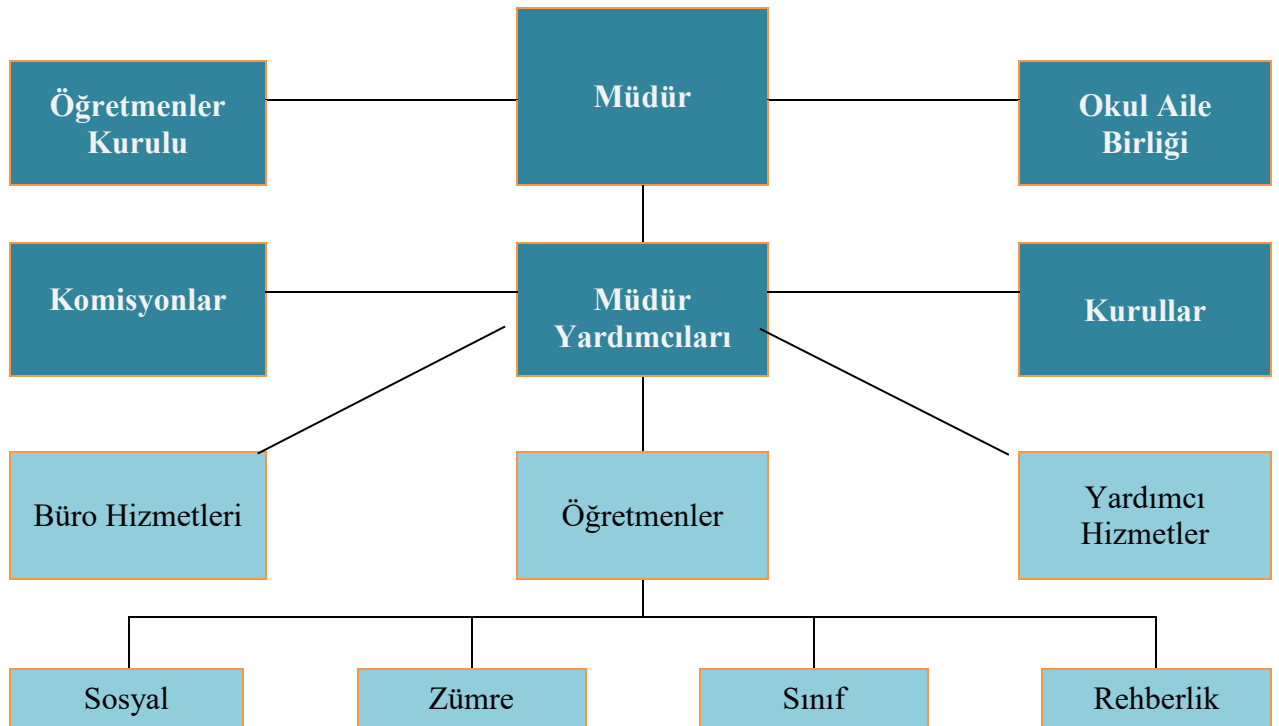 Öğretmenler
Kurulu
Müdür
Okul Aile
Birliği
Komisyonlar
Müdür
Yardımcıları
Kurullar
Büro Hizmetleri
Öğretmenler
Yardımcı
Hizmetler
Sosyal
Zümre
Sınıf
Rehberlik